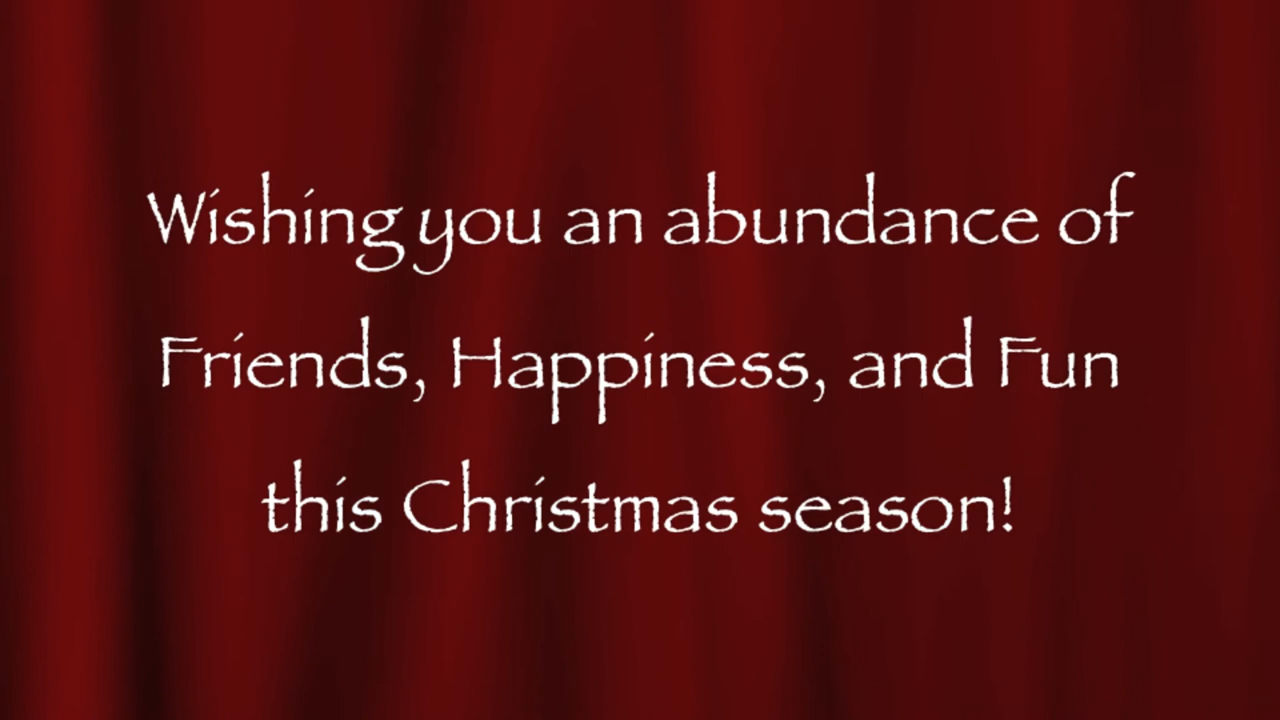 Wishing you an abundance of
Friends, Happiness, and Fun
this Christmas season!